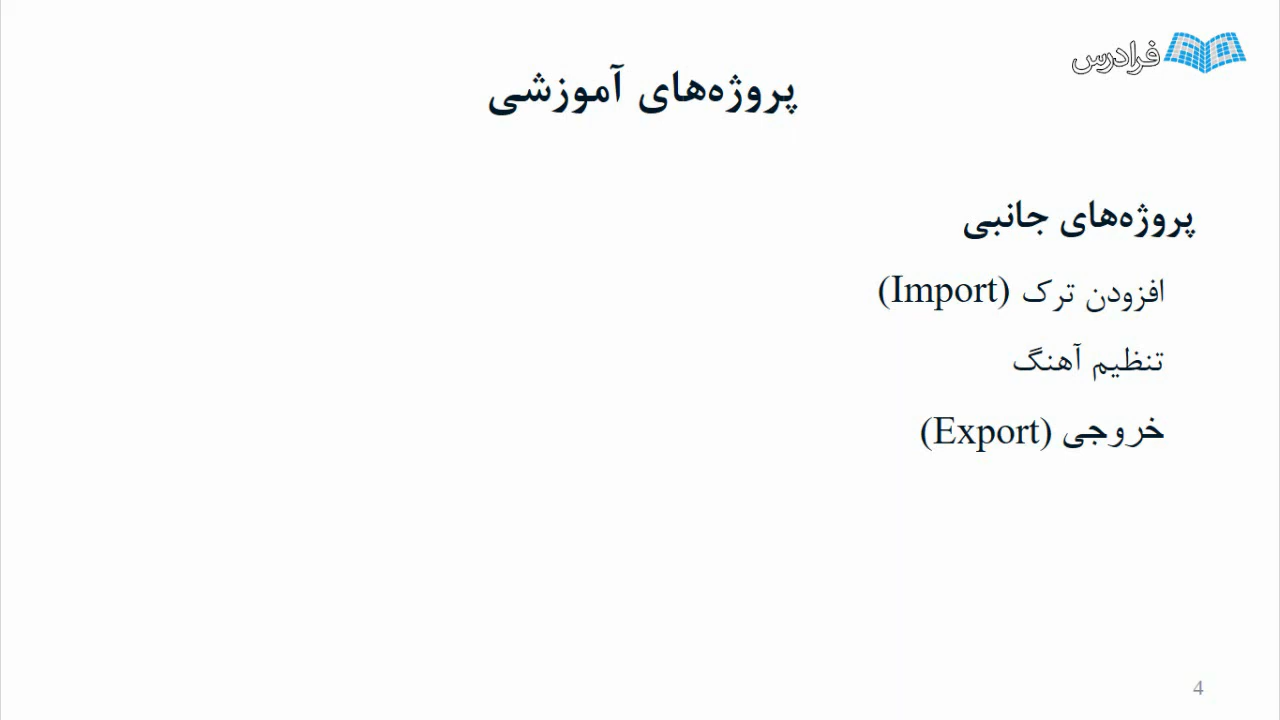 فرادرس
پروژه‌های آموزشی
پروژه‌های جانبی
افزودن ترک (Import)
تنظیم آهنگ
خروجی (Export)
4